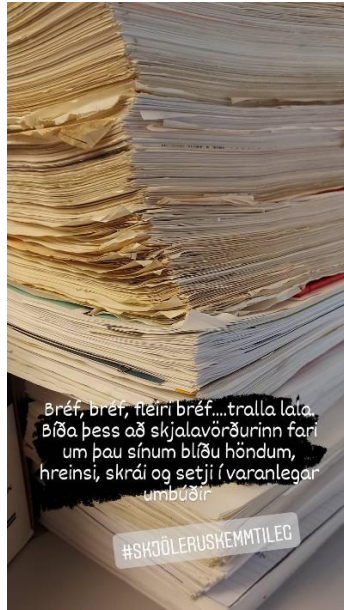 Bréf, bréf, fleiri bréf....tralla lala.
Bíða þess að skjalavörðurinn fari
um þau sínum blíðu höndum,
hreinsi, skrái og setji í varanlegar
umbúðir
#SKJÖLERUSKEMMTILEG